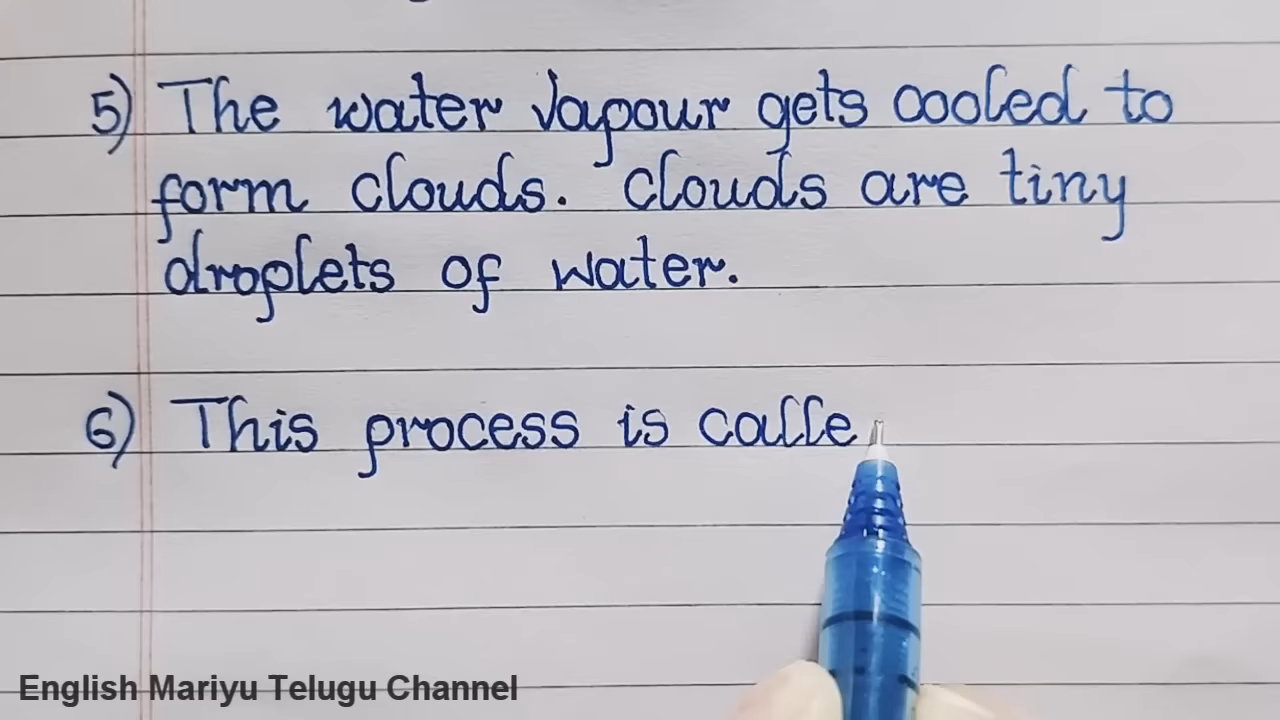 5) The water vapour gets cooled to
form clouds. Clouds are tiny
droplets of water.
6) This process is calle
English Mariyu Telugu Channel